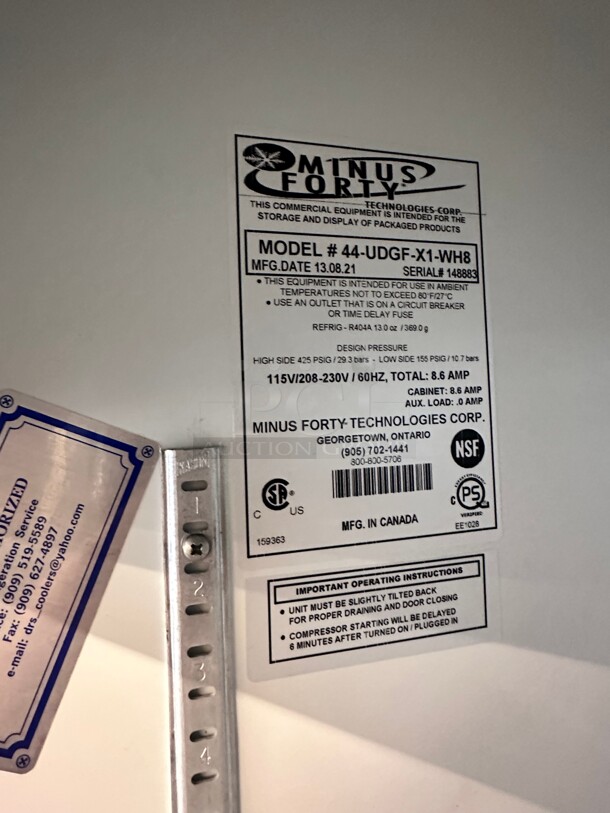 MINUS
FORTY
TECHNOLOGIES CORP.
THIS COMMERCIAL EQUIPMENT IS INTENDED FOR THE
STORAGE AND DISPLAY OF PACKAGED PRODUCTS
MODEL # 44-UDGF-X1-WH8
MFG.DATE 13.08.21 SERIAL# 148883
• THIS EQUIPMENT IS INTENDED FOR USE IN AMBIENT
TEMPERATURES NOT TO EXCEED 80°F/27°C
• USE AN OUTLET THAT IS ON A CIRCUIT BREAKER
OR TIME DELAY FUSE
REFRIG - R404A 13.0 oz / 369.0 g
DESIGN PRESSURE
HIGH SIDE 425 PSIG / 29.3 bars - LOW SIDE 155 PSIG / 10.7 bars
115V/208-230V / 60HZ, TOTAL: 8.6 AMP
CABINET: 8.6 AMP
AUX. LOAD: .0 AMP
MINUS FORTY TECHNOLOGIES CORP.
GEORGETOWN, ONTARIO
(905) 702-1441
800-800-5706
NSF
C SA US
C PS
MFG. IN CANADA
159363
EE1028
IMPORTANT OPERATING INSTRUCTIONS
• UNIT MUST BE SLIGHTLY TILTED BACK
FOR PROPER DRAINING AND DOOR CLOSING
• COMPRESSOR STARTING WILL BE DELAYED
6 MINUTES AFTER TURNED ON / PLUGGED IN
1
2
3
4
ORIZED
geration Service
ce: (909) 519-5589
Fax: (909) 627-4897
e-mail: drs_coolers@yahoo.com